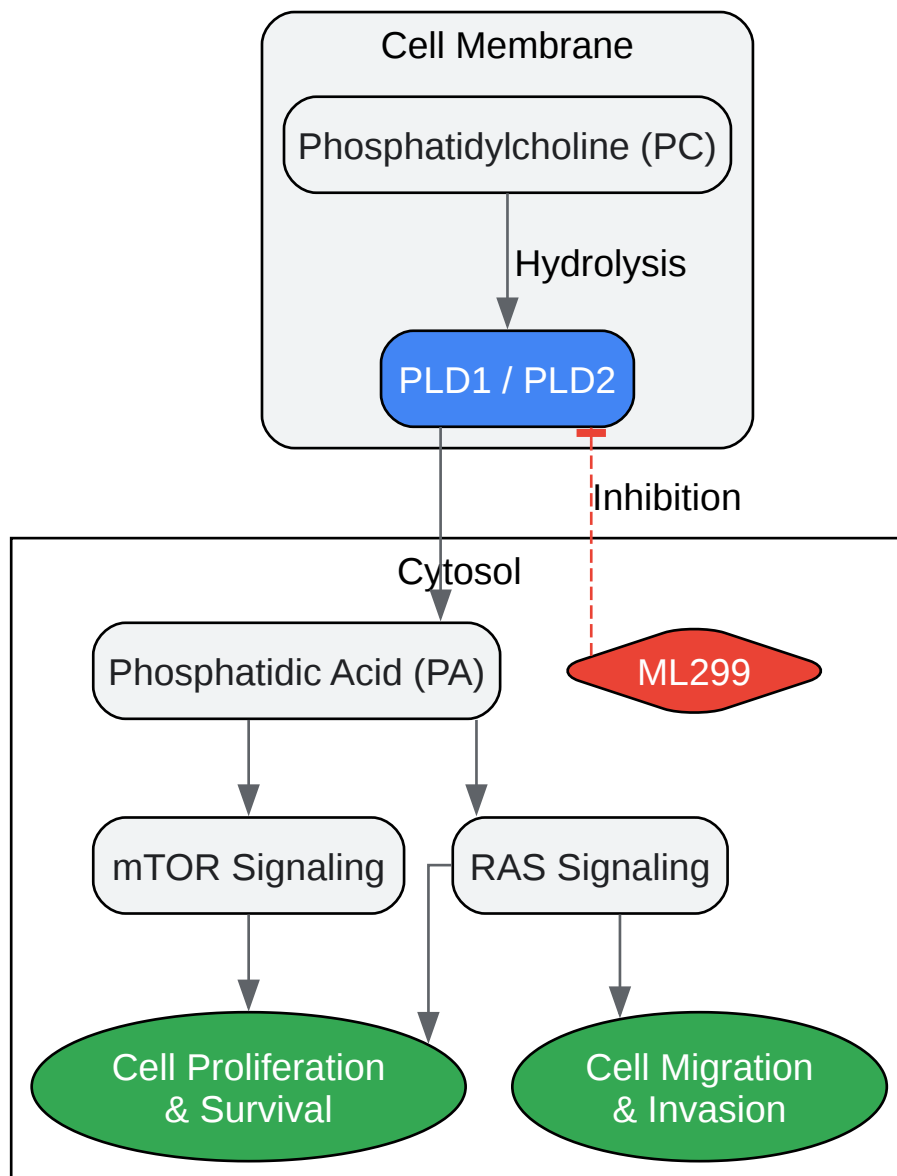 Cell Membrane
Phosphatidylcholine (PC)
Hydrolysis
PLD1 / PLD2
Inhibition
Cytosol
Phosphatidic Acid (PA)
ML299
mTOR Signaling
RAS Signaling
Cell Proliferation
& Survival
Cell Migration
& Invasion